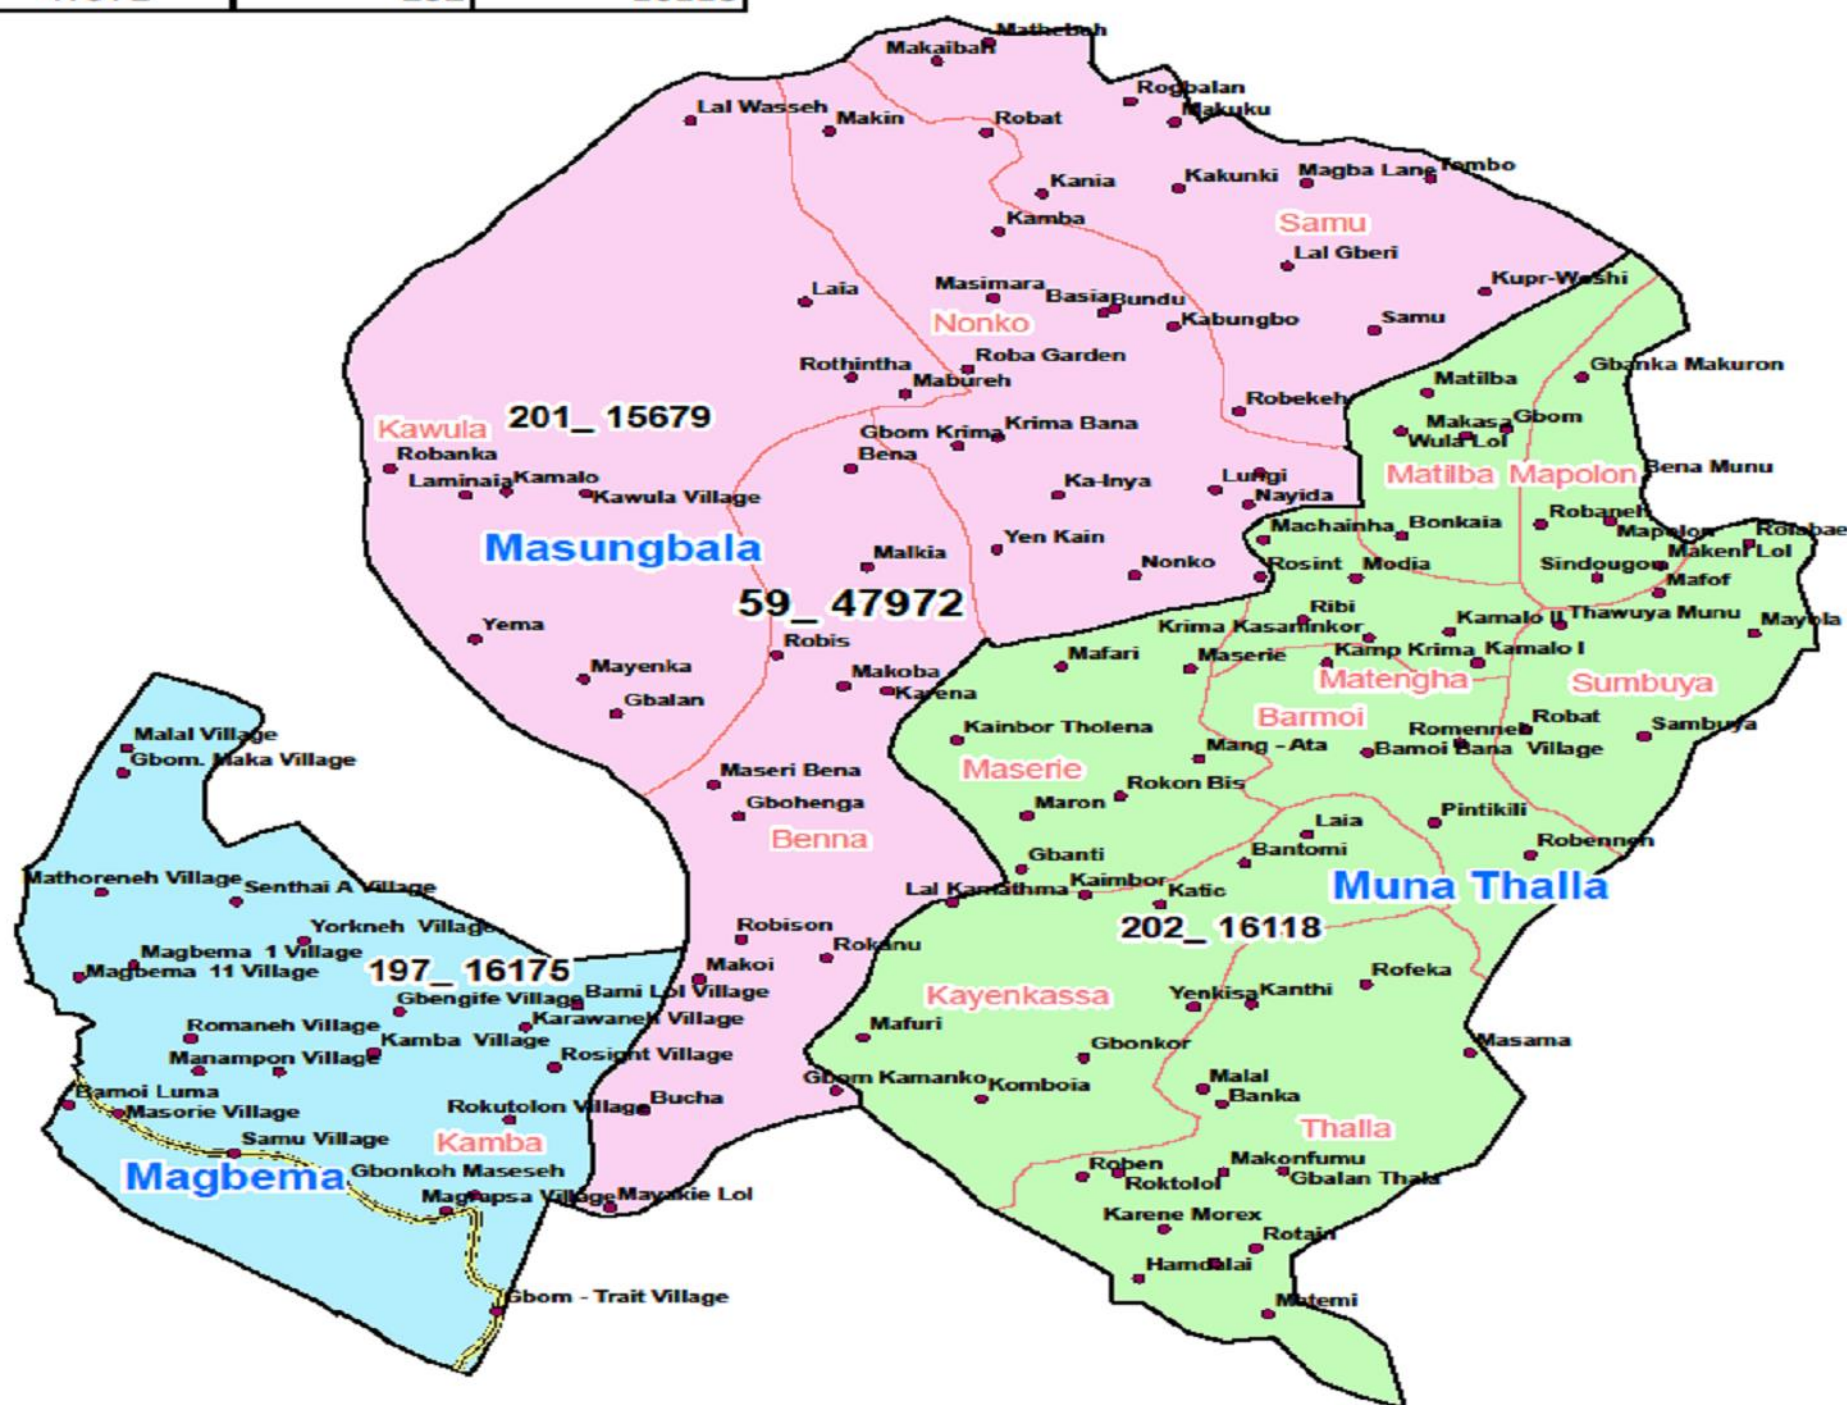 Matheboh
Makaibah
Rogbalan
Lal Wasseh
Makuku
Makin
Robat
Tombo
Magba Lane
Kakunki
Kania
Kamba
Samu
Lal Gberi
Kupr-Woshi
Masimara
Laia
Basia
Bundu
Samu
Kabungbo
Nonko
Roba Garden
Rothintha
Gbanka Makuron
Mabureh
Matilba
Robekeh
201_ 15679
Kawula
Krima Bana
Gbom Krima
Makasa
Gbom
Wula Lol
Robanka
Bena
Matilba
Mapolon
Bena Munu
Laminaia
Kamalo
Kawula Village
Ka-Inya
Lungi
Nayida
Machainha
Bonkaia
Robaneh
Mapolon
Rolabae
Masungbala
Malkia
Yen Kain
Nonko
Rosint
Modia
Sindougou
Makeni Lol
Mafof
59_ 47972
Ribi
Kamalo II
Thawuya Munu
Mayola
Yema
Krima Kasaninkor
Robis
Mafari
Maserie
Kamp Krima
Kamalo I
Mayenka
Makoba
Karena
Matengha
Sumbuya
Gbalan
Barmoi
Robat
Sambuya
Kainbor Tholena
Romenneh
Malal Village
Mang - Ata
Bamoi Bana Village
Gbom. Maka Village
Maserie
Maseri Bena
Rokon Bis
Gbohenga
Maron
Pintikili
Laia
Benna
Robenneh
Gbanti
Bantomi
Mathoreneh Village
Senthai A Village
Lal Kamathma
Kaimbor
Katic
Muna Thalla
Yorkneh Village
Robison
202_ 16118
Rokanu
Magbema 1 Village
Magbema 11 Village
197_ 16175
Makoi
Rofeka
Gbengife Village
Bami Lol Village
Kayenkassa
Yenkisa
Kanthi
Romaneh Village
Karawaneh Village
Mafuri
Kamba Village
Manampon Village
Rosight Village
Gbonkor
Masama
Bamoi Luma
Gbom Kamanko
Komboia
Malal
Banka
Masorie Village
Rokutolon Village
Bucha
Thalla
Samu Village
Kamba
Roben
Makonfumu
Magbema
Gbonkoh Maseseh
Roktolol
Gbalan Thala
Magrapsa Village
Mayakie Lol
Karene Morex
Rotain
Hamdalai
Gbom - Trait Village
Matemi